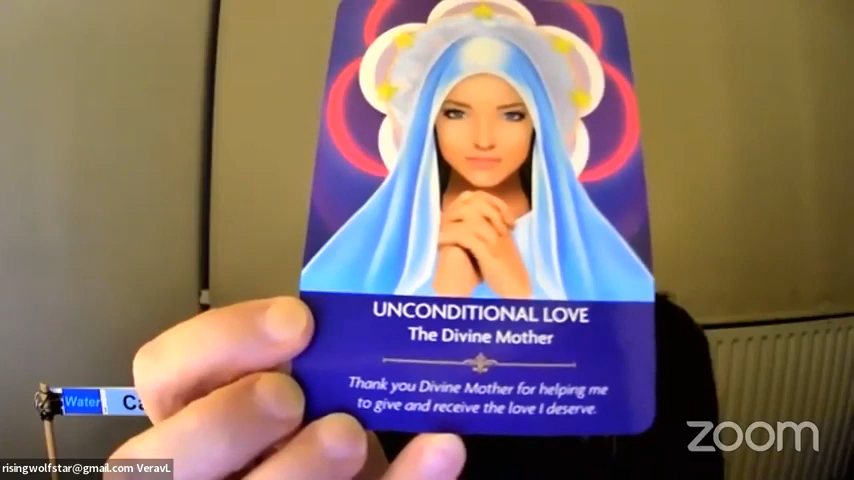 UNCONDITIONAL LOVE
The Divine Mother
Thank you Divine Mother for helping me
to give and receive the love I deserve.
Water
Ca
zoom
risingwolfstar@gmail.com VeravL